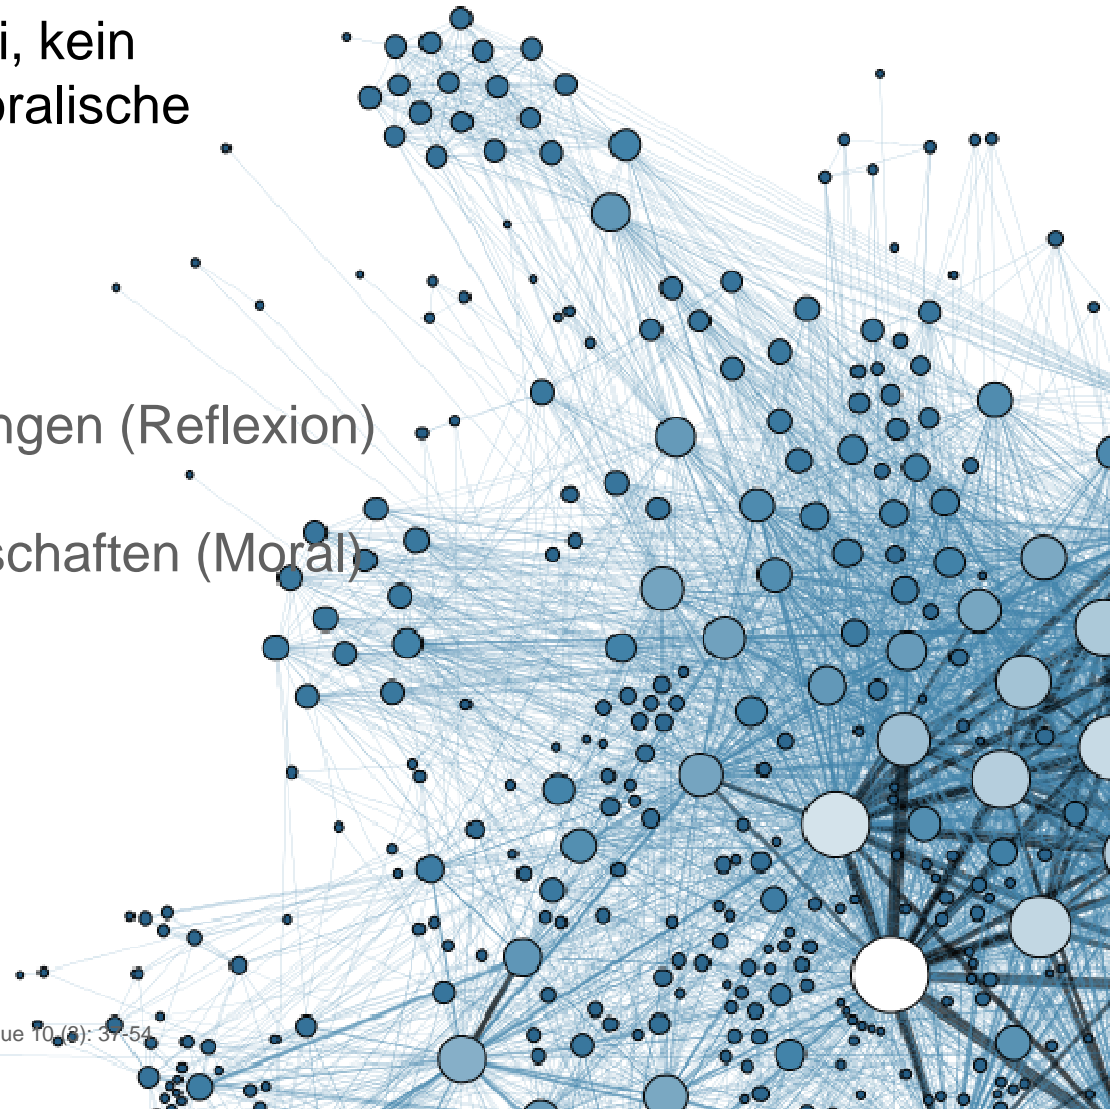 i, kein
oralische
ngen (Reflexion)
schaften (Moral)
ue 10 (3): 37-54